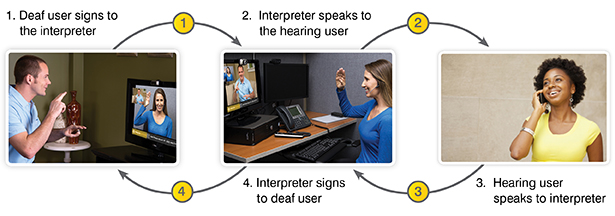 1. Deaf user signs to
the interpreter
1
2. Interpreter speaks to
the hearing user
2
4
4. Interpreter signs
to deaf user
3
3. Hearing user
speaks to interpreter